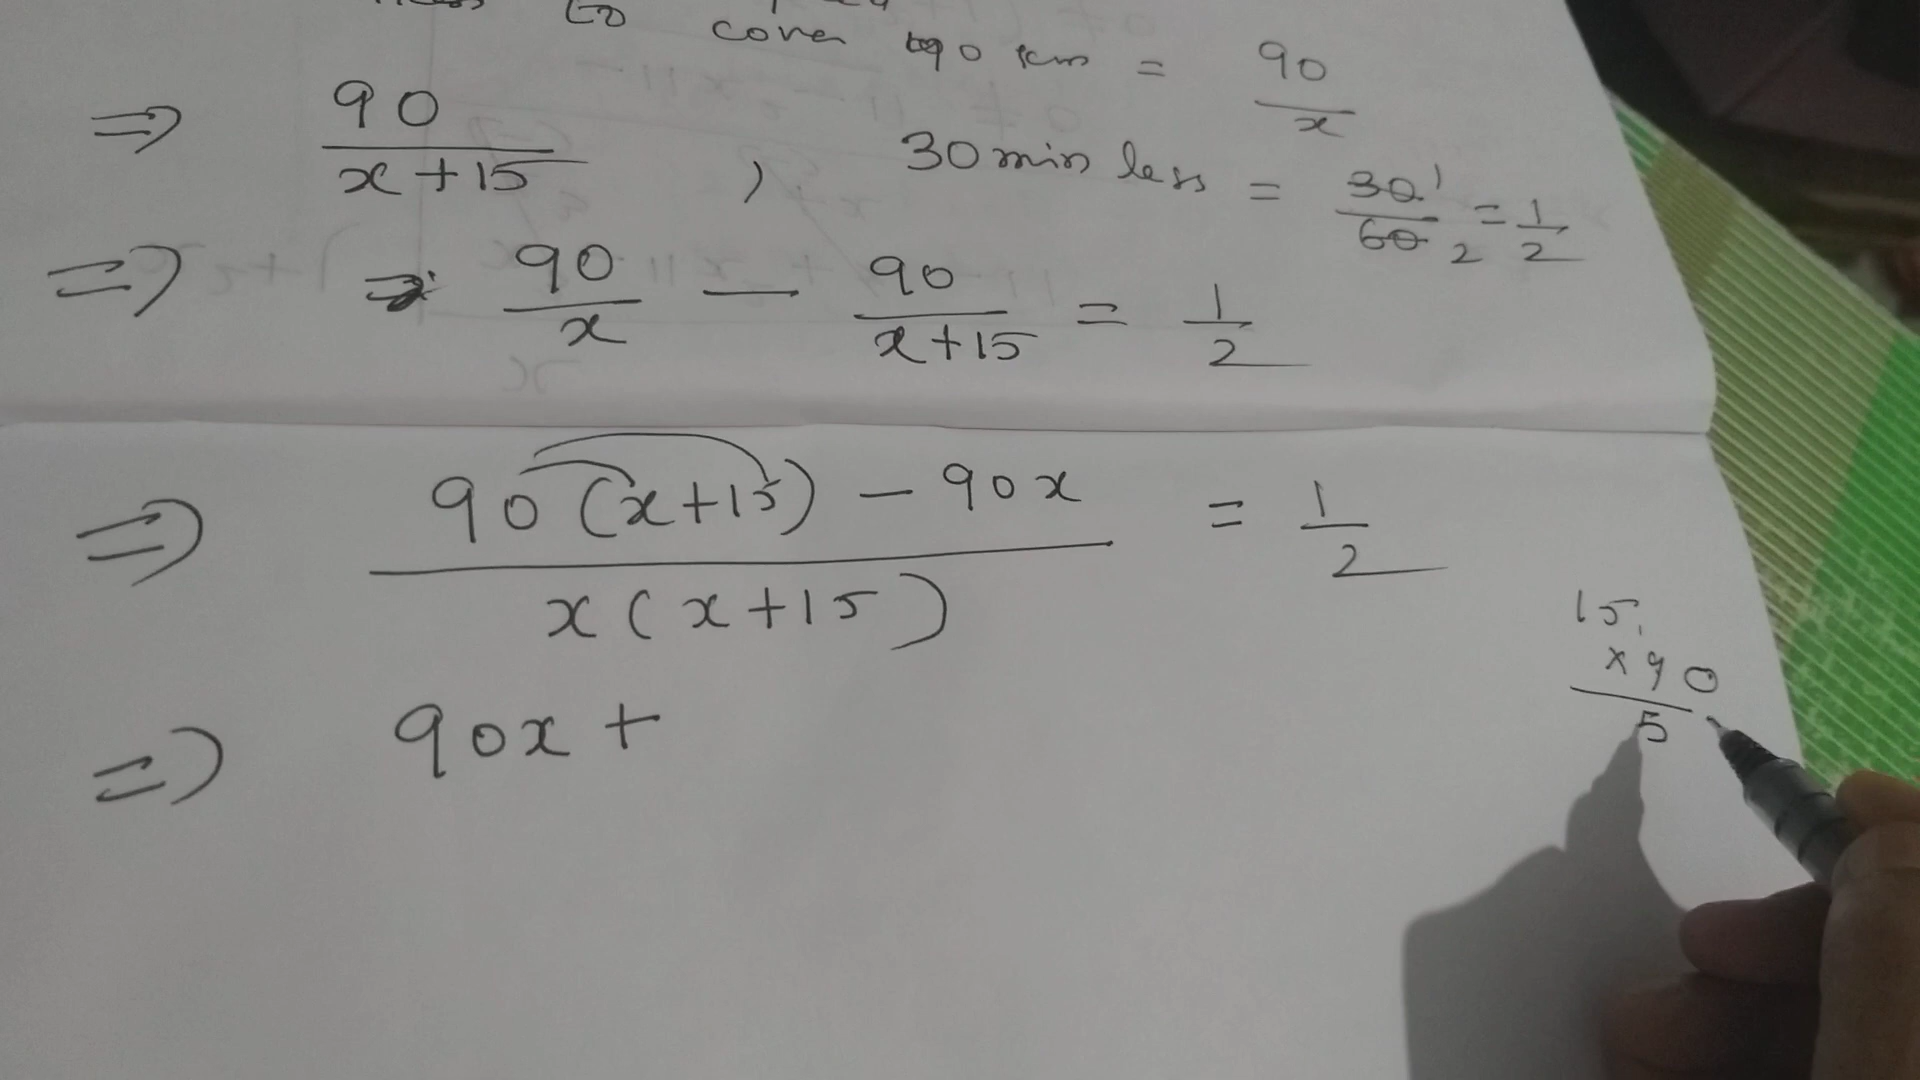 to cover 90 km = 90/x
⇒ 90/(x+15) , 30 min less = 30/60 = 1/2
⇒ 90/x − 90/(x+15) = 1/2
⇒ (90(x+15) − 90x)/(x(x+15)) = 1/2
15
×90
5
⇒ 90x +